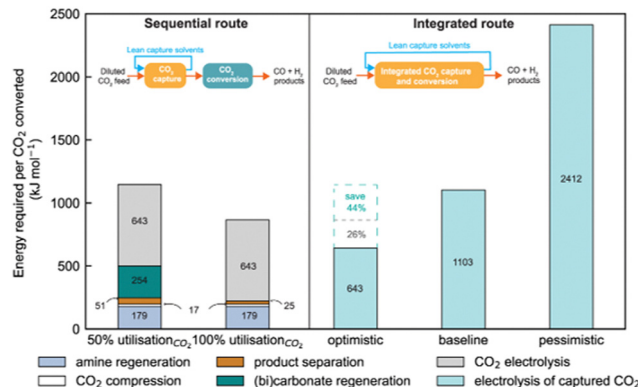 Sequential route
Integrated route
Lean capture solvents
Diluted
CO2 feed
CO2
capture
CO2
conversion
CO + H2
products
Lean capture solvents
Diluted
CO2 feed
Integrated CO2 capture
and conversion
CO + H2
products
Energy required per CO2 converted
(kJ mol−1)
2500
2000
1500
1000
500
0
643
254
51
179
17
643
25
179
save
44%
26%
643
1103
2412
50% utilisationCO2
100% utilisationCO2
optimistic
baseline
pessimistic
amine regeneration
product separation
CO2 electrolysis
CO2 compression
(bi)carbonate regeneration
electrolysis of captured CO2